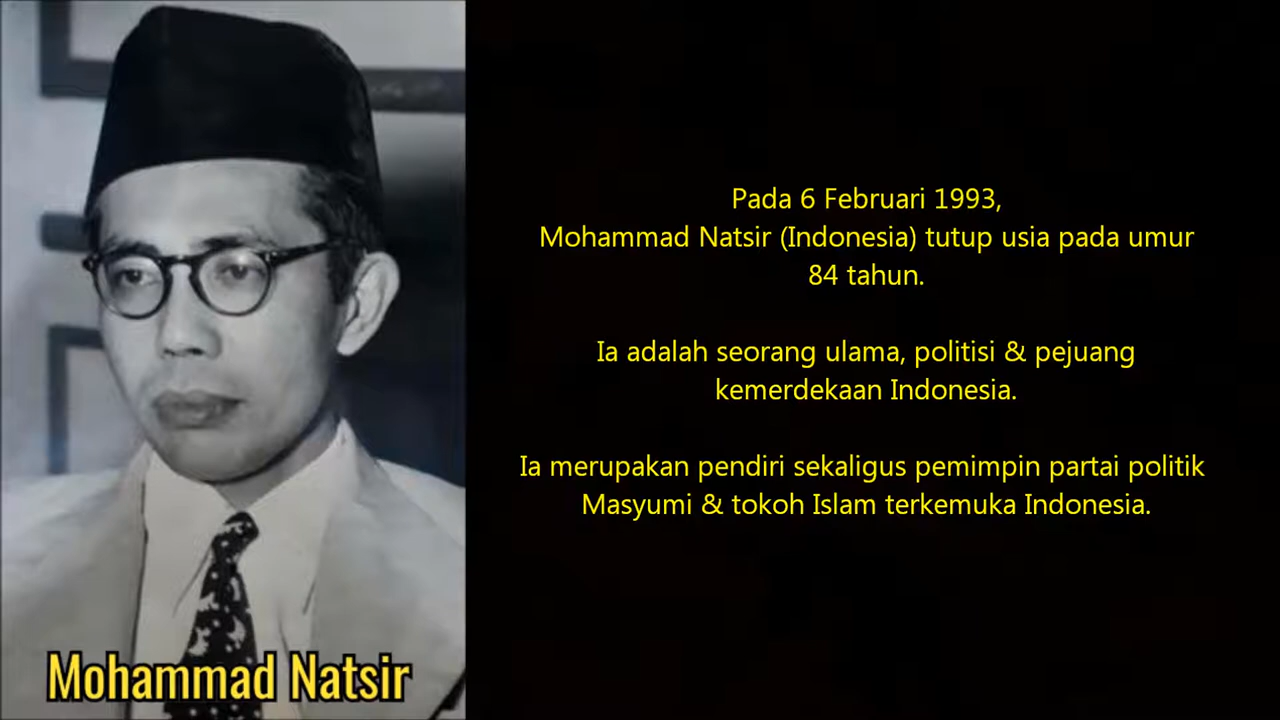 Pada 6 Februari 1993,
Mohammad Natsir (Indonesia) tutup usia pada umur
84 tahun.
Ia adalah seorang ulama, politisi & pejuang
kemerdekaan Indonesia.
Ia merupakan pendiri sekaligus pemimpin partai politik
Masyumi & tokoh Islam terkemuka Indonesia.
Mohammad Natsir